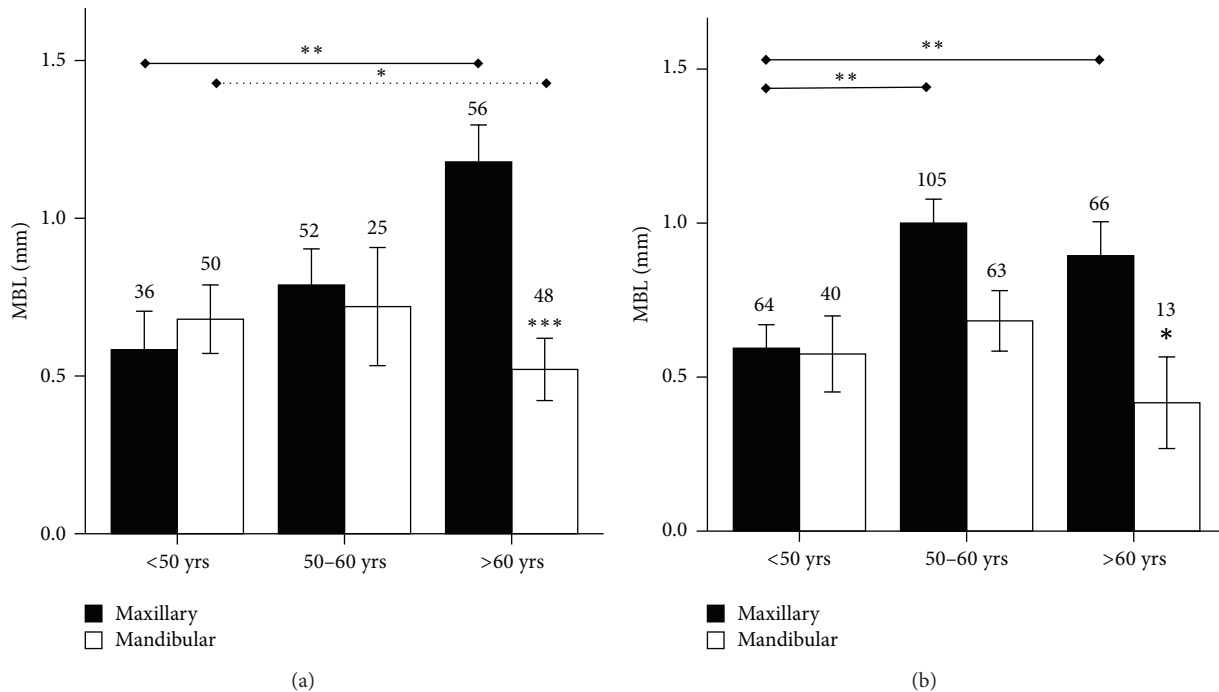 1.5
1.0
0.5
0.0
MBL (mm)
**
*
36
50
52
25
56
48
***
<50 yrs
50–60 yrs
>60 yrs
Maxillary
Mandibular
(a)
1.5
1.0
0.5
0.0
MBL (mm)
**
**
64
40
105
63
66
13
*
<50 yrs
50–60 yrs
>60 yrs
Maxillary
Mandibular
(b)